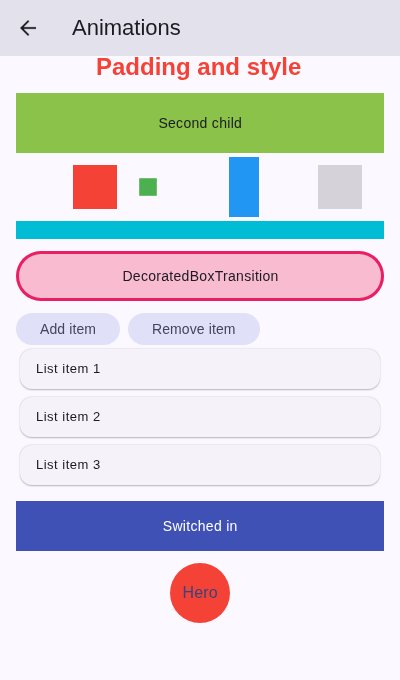 Animations
Padding and style
Second child
DecoratedBoxTransition
Add item Remove item
List item 1
List item 2
List item 3
Switched in
Hero